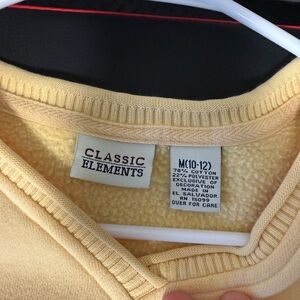 CLASSIC
ELEMENTS
M(10-12)
78% COTTON
22% POLYESTER
EXCLUSIVE OF
DECORATION
MADE IN
EL SALVADOR
RN 15099
OVER FOR CARE